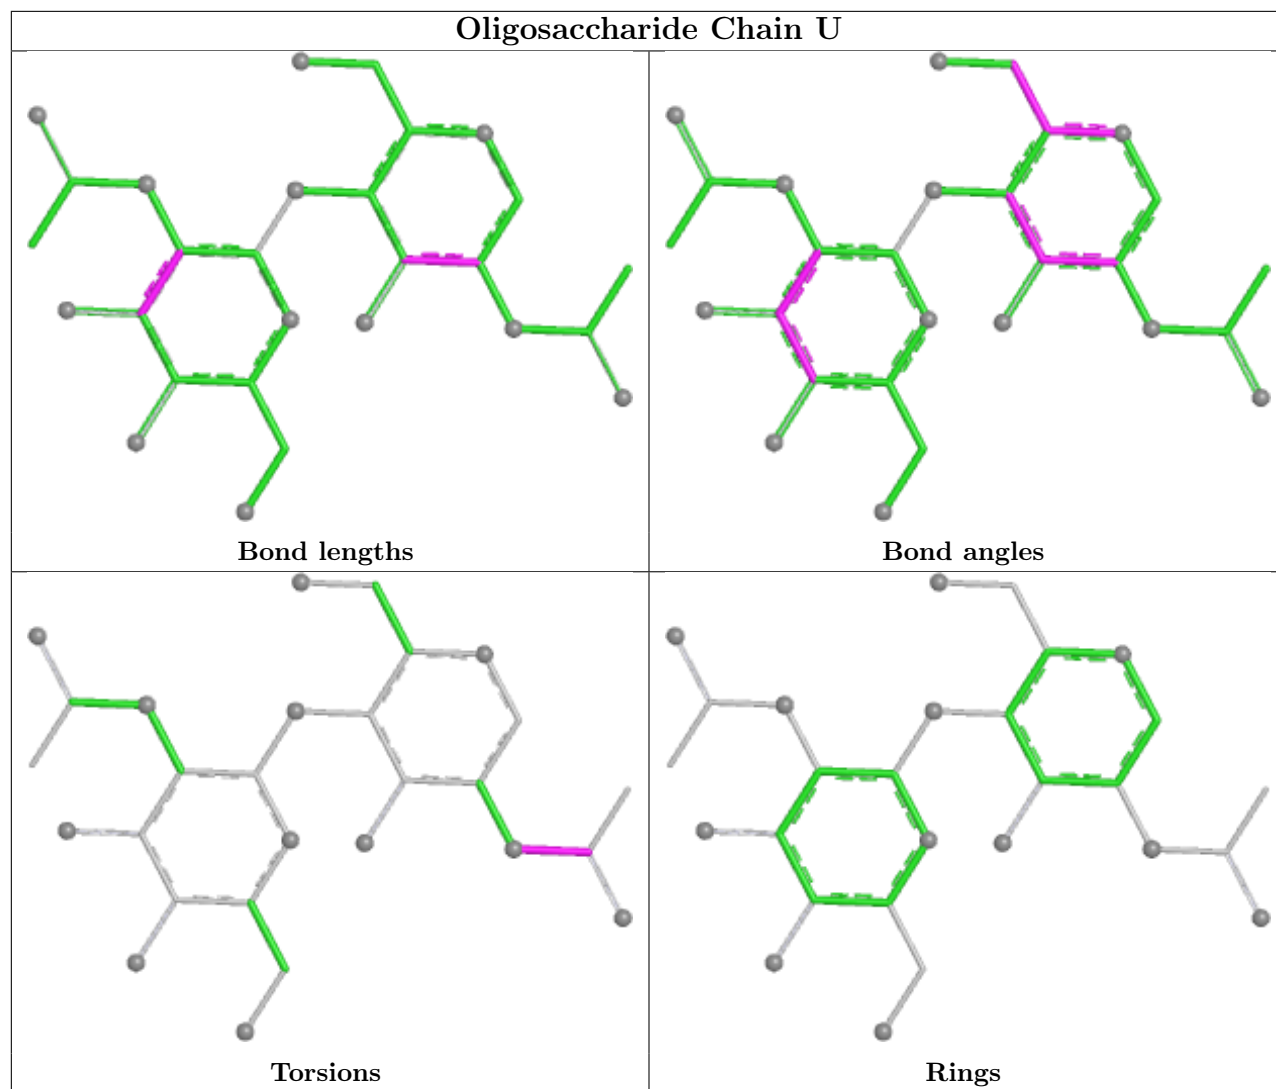 Oligosaccharide Chain U
Bond lengths
Bond angles
Torsions
Rings